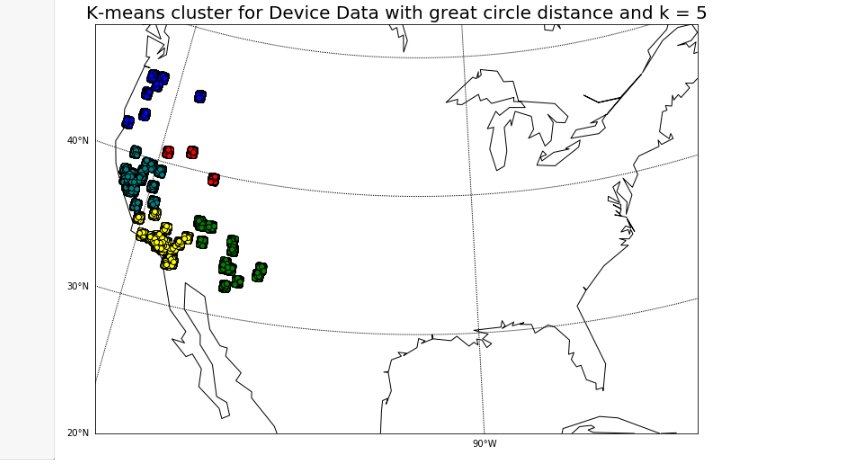 K-means cluster for Device Data with great circle distance and k = 5
40°N
30°N
20°N
90°W